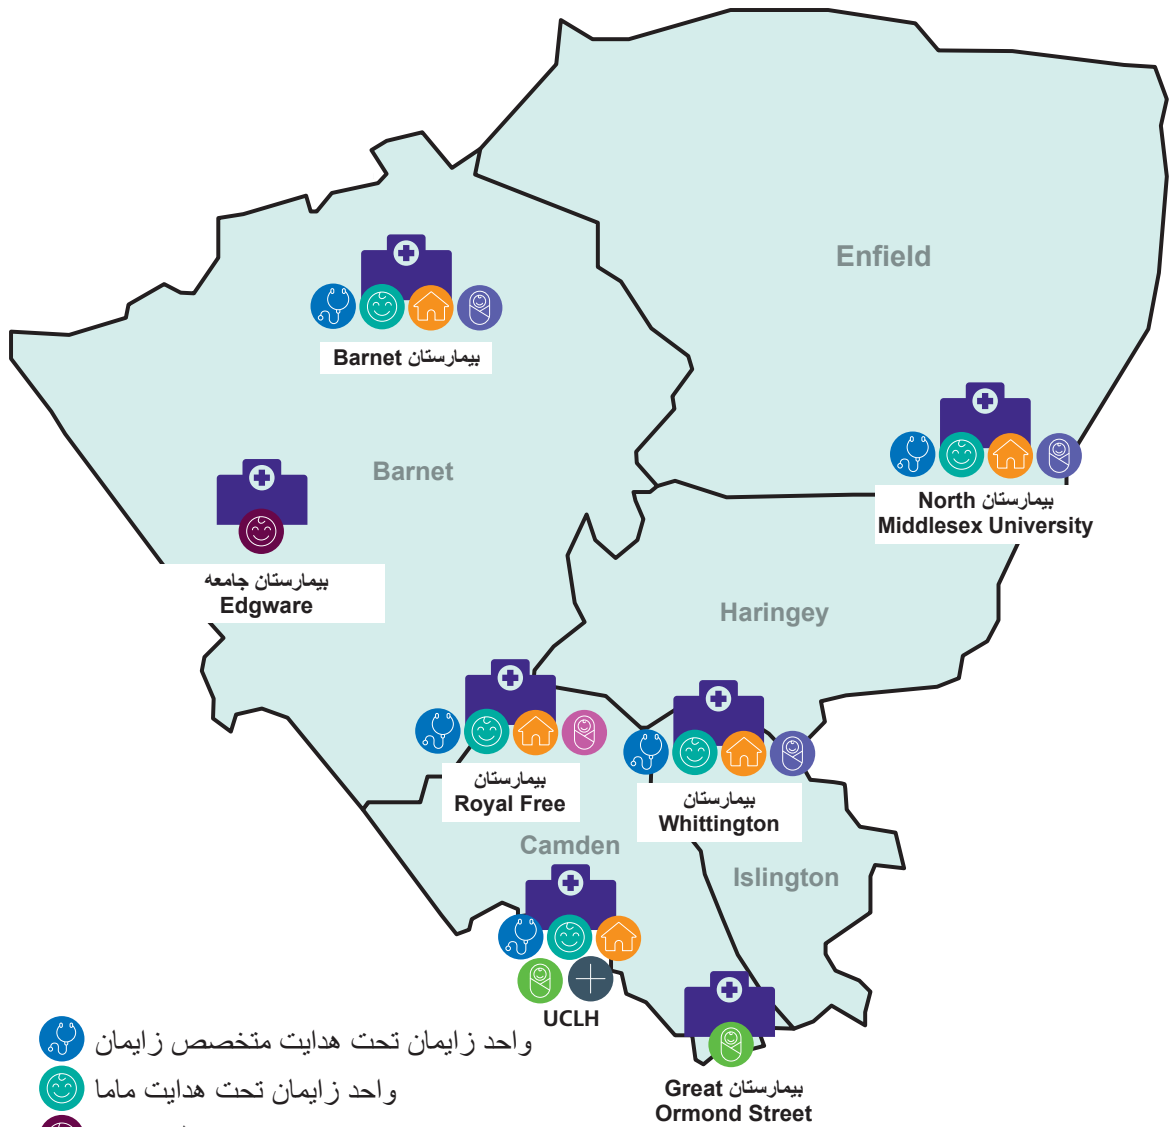 Enfield
بیمارستان Barnet
Barnet
بیمارستان North
Middlesex University
بیمارستان جامعه
Edgware
Haringey
بیمارستان
Royal Free
بیمارستان
Whittington
Camden
Islington
UCLH
واحد زایمان تحت هدایت متخصص زایمان
واحد زایمان تحت هدایت ماما
بیمارستان Great
Ormond Street